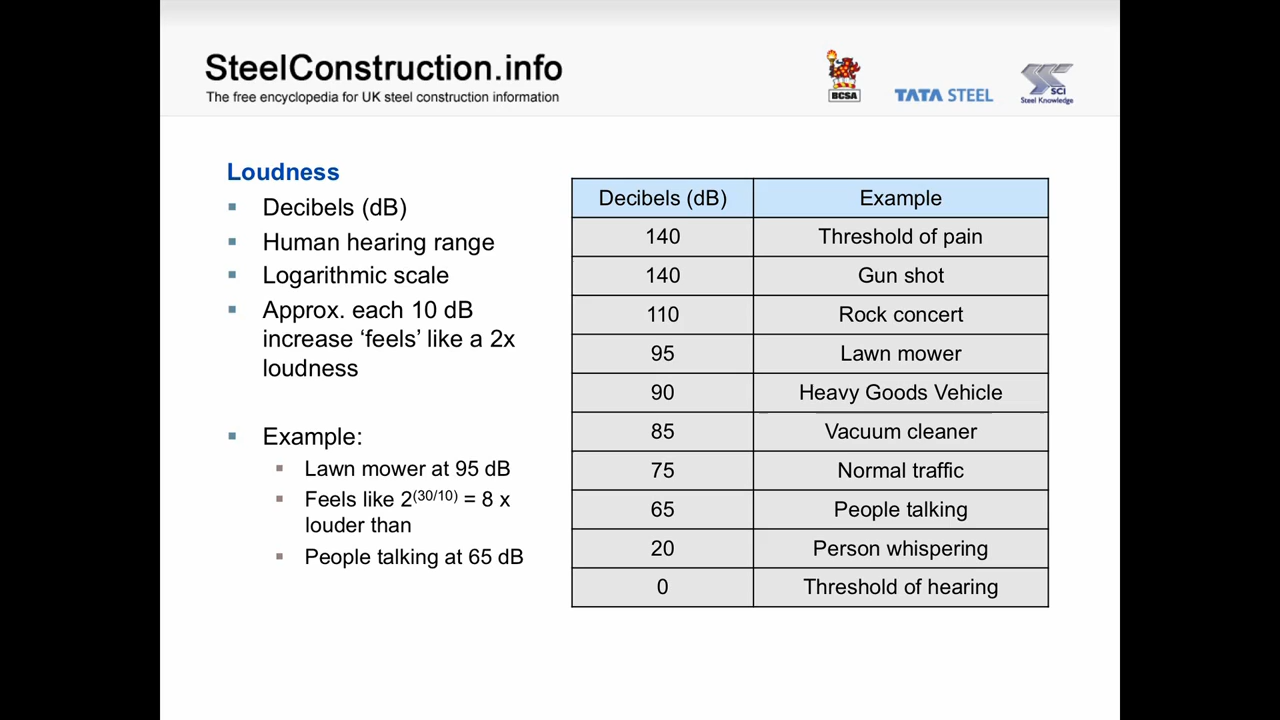 SteelConstruction.info
The free encyclopedia for UK steel construction information
BCSA
TATA STEEL
SCI
Steel Knowledge
Loudness
Decibels (dB)
Human hearing range
Logarithmic scale
Approx. each 10 dB
increase ‘feels’ like a 2x
loudness
Example:
Lawn mower at 95 dB
Feels like 2(30/10) = 8 x
louder than
People talking at 65 dB
Decibels (dB) Example
140 Threshold of pain
140 Gun shot
110 Rock concert
95 Lawn mower
90 Heavy Goods Vehicle
85 Vacuum cleaner
75 Normal traffic
65 People talking
20 Person whispering
0 Threshold of hearing